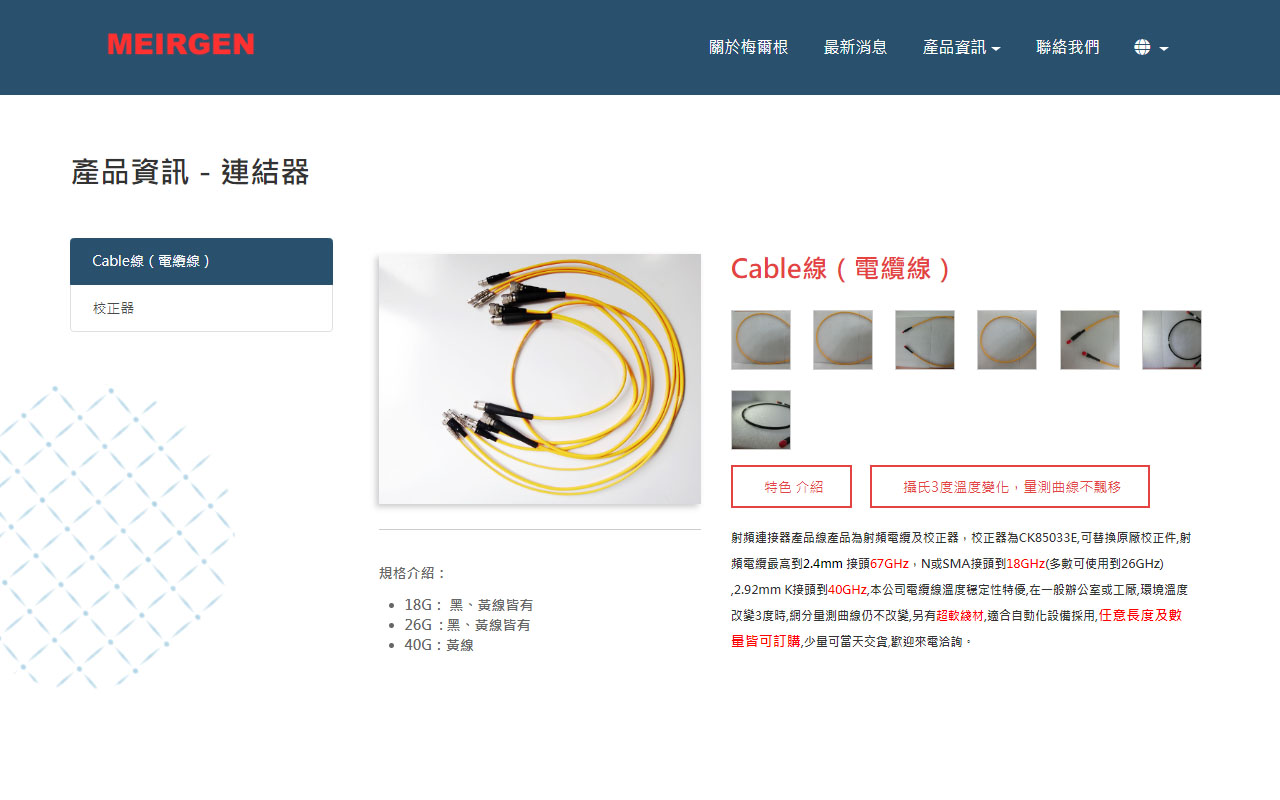 MEIRGEN
關於梅爾根
最新消息
產品資訊
聯絡我們
產品資訊 - 連結器
Cable線 ( 電纜線 )
校正器
Cable線 ( 電纜線 )
特色 介紹
攝氏3度溫度變化，量測曲線不飄移
射頻連接器產品線產品為射頻電纜及校正器，校正器為CK85033E,可替換原廠校正件,射
頻電纜最高到2.4mm 接頭67GHz，N或SMA接頭到18GHz(多數可使用到26GHz)
,2.92mm K接頭到40GHz,本公司電纜線溫度穩定性特優,在一般辦公室或工廠,環境溫度
改變3度時,網分量測曲線仍不改變,另有超軟綫材,適合自動化設備採用,任意長度及數
量皆可訂購,少量可當天交貨,歡迎來電洽詢。
規格介紹：
18G： 黑、黃線皆有
26G：黑、黃線皆有
40G：黃線